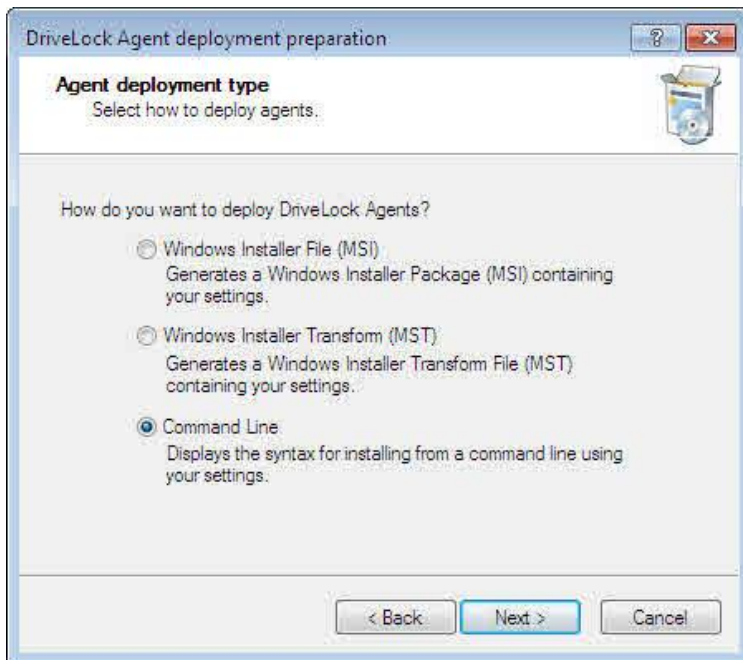 DriveLock Agent deployment preparation
Agent deployment type
Select how to deploy agents.
How do you want to deploy DriveLock Agents?
Windows Installer File (MSI)
Generates a Windows Installer Package (MSI) containing
your settings.
Windows Installer Transform (MST)
Generates a Windows Installer Transform File (MST)
containing your settings.
Command Line
Displays the syntax for installing from a command line using
your settings.
< Back Next > Cancel